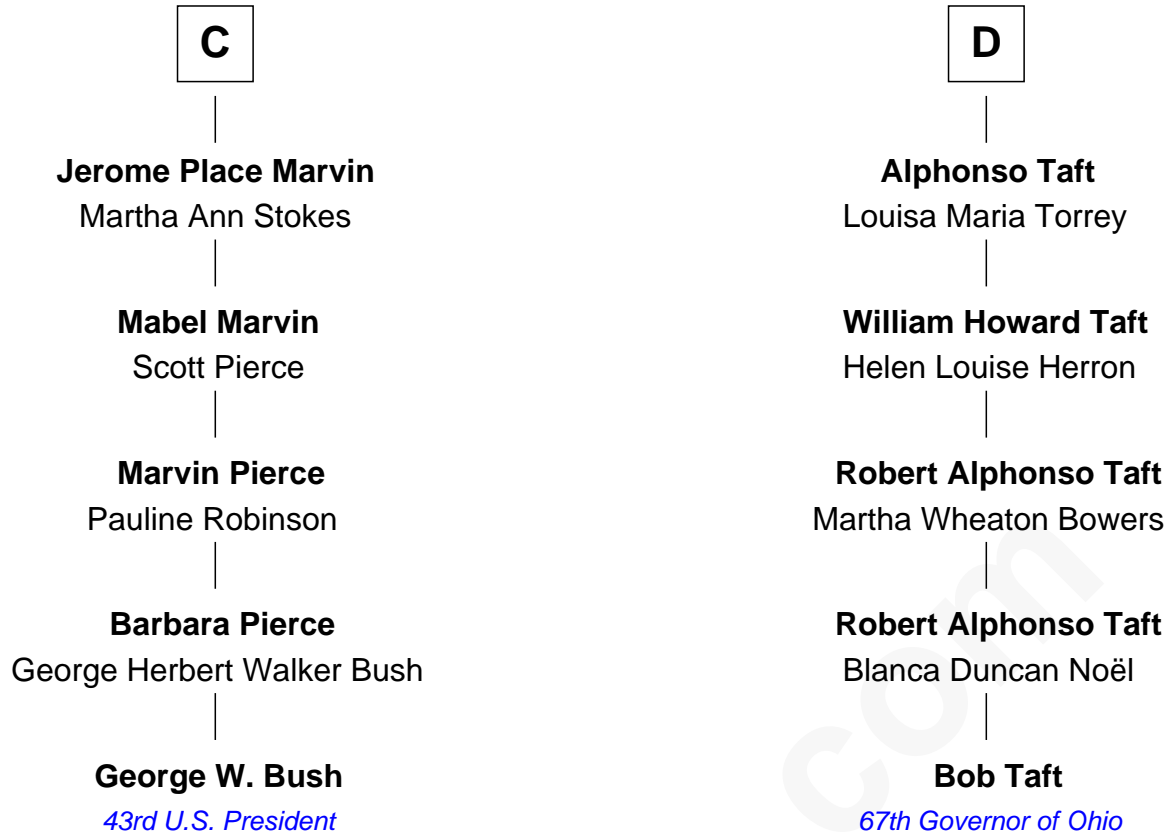 C
Jerome Place Marvin
Martha Ann Stokes
Mabel Marvin
Scott Pierce
Marvin Pierce
Pauline Robinson
Barbara Pierce
George Herbert Walker Bush
George W. Bush
43rd U.S. President
D
Alphonso Taft
Louisa Maria Torrey
William Howard Taft
Helen Louise Herron
Robert Alphonso Taft
Martha Wheaton Bowers
Robert Alphonso Taft
Blanca Duncan Noël
Bob Taft
67th Governor of Ohio
com